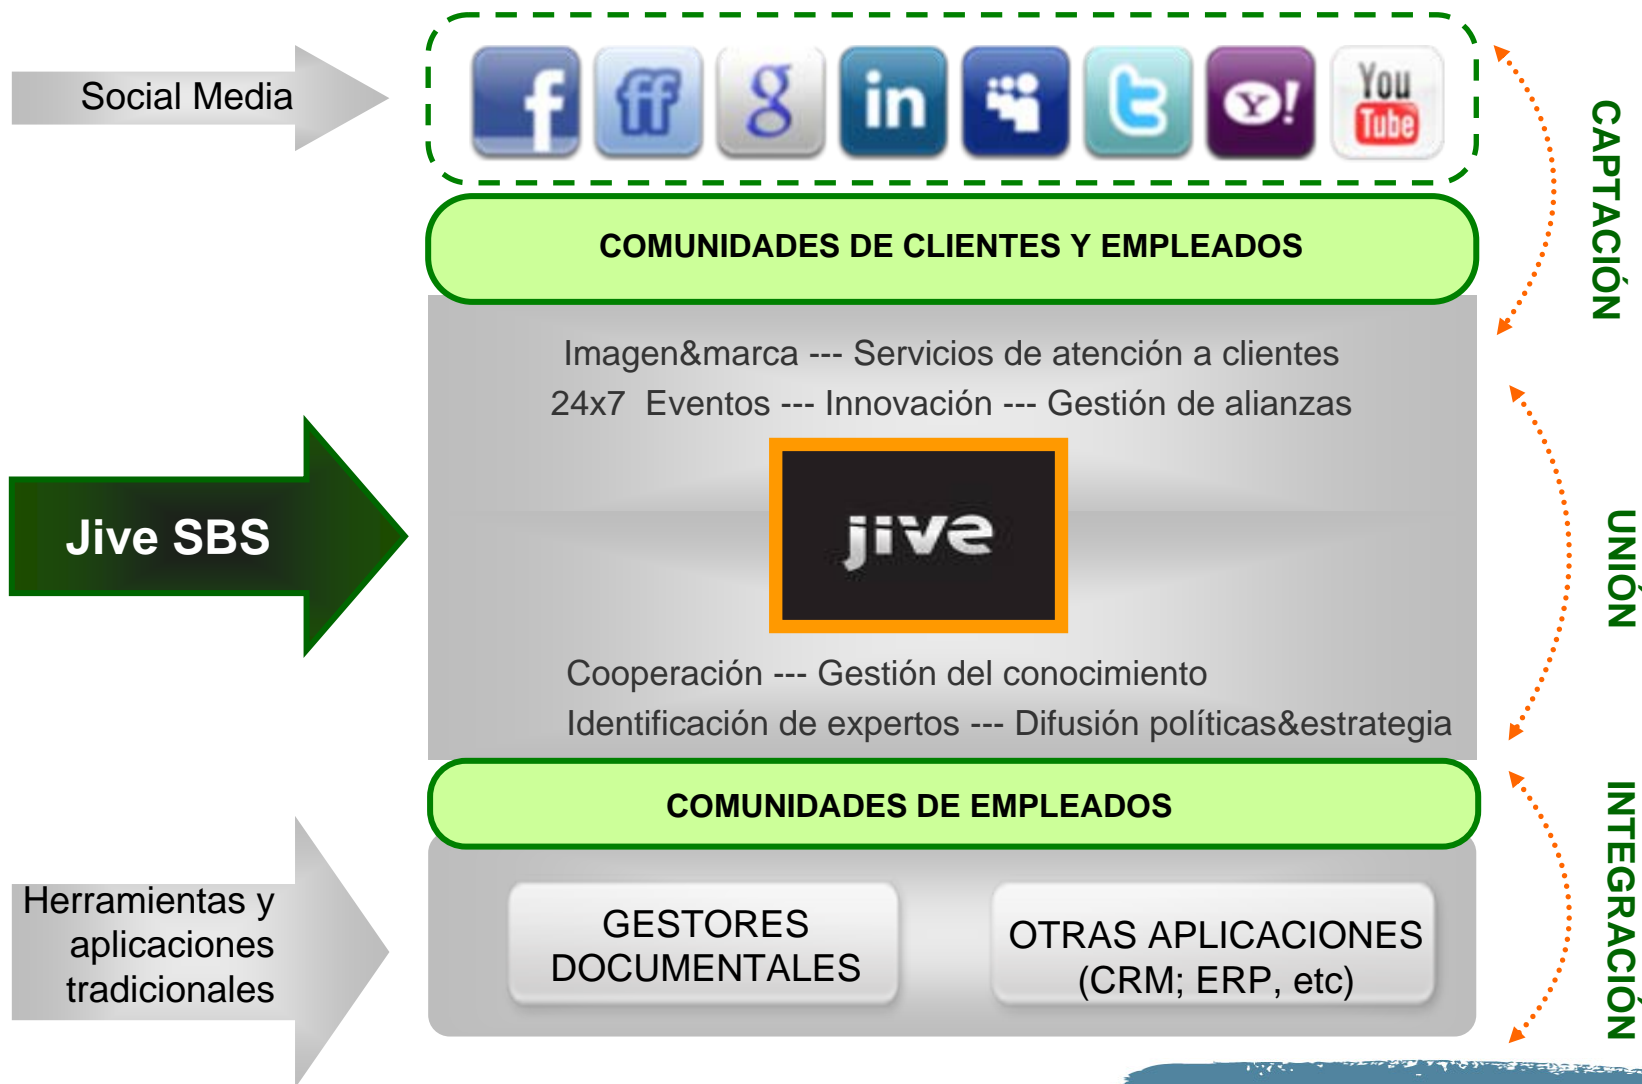 Social Media
f
ff
g
in
t
Y!
You
Tube
COMUNIDADES DE CLIENTES Y EMPLEADOS
CAPTACIÓN
Imagen&marca --- Servicios de atención a clientes
24x7 Eventos --- Innovación --- Gestión de alianzas
Jive SBS
jive
UNIÓN
Cooperación --- Gestión del conocimiento
Identificación de expertos --- Difusión políticas&estrategia
COMUNIDADES DE EMPLEADOS
Herramientas y
aplicaciones
tradicionales
GESTORES
DOCUMENTALES
OTRAS APLICACIONES
(CRM; ERP, etc)
INTEGRACIÓN